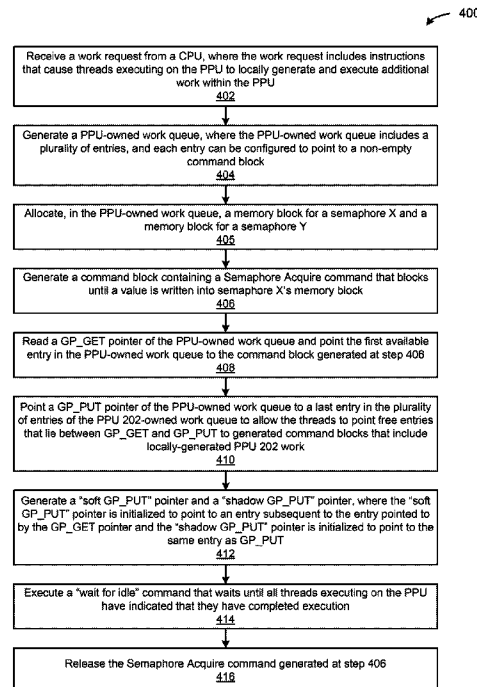 400
Receive a work request from a CPU, where the work request includes instructions
that cause threads executing on the PPU to locally generate and execute additional
work within the PPU
402
Generate a PPU-owned work queue, where the PPU-owned work queue includes a
plurality of entries, and each entry can be configured to point to a non-empty
command block
404
Allocate, in the PPU-owned work queue, a memory block for a semaphore X and a
memory block for a semaphore Y
405
Generate a command block containing a Semaphore Acquire command that blocks
until a value is written into semaphore X's memory block
406
Read a GP_GET pointer of the PPU-owned work queue and point the first available
entry in the PPU-owned work queue to the command block generated at step 406
408
Point a GP_PUT pointer of the PPU-owned work queue to a last entry in the plurality
of entries of the PPU 202-owned work queue to allow the threads to point free entries
that lie between GP_GET and GP_PUT to generated command blocks that include
locally-generated PPU 202 work
410
Generate a "soft GP_PUT" pointer and a "shadow GP_PUT" pointer, where the "soft
GP_PUT" pointer is initialized to point to an entry subsequent to the entry pointed to
by the GP_GET pointer and the "shadow GP_PUT" pointer is initialized to point to the
same entry as GP_PUT
412
Execute a "wait for idle" command that waits until all threads executing on the PPU
have indicated that they have completed execution
414
Release the Semaphore Acquire command generated at step 406
416